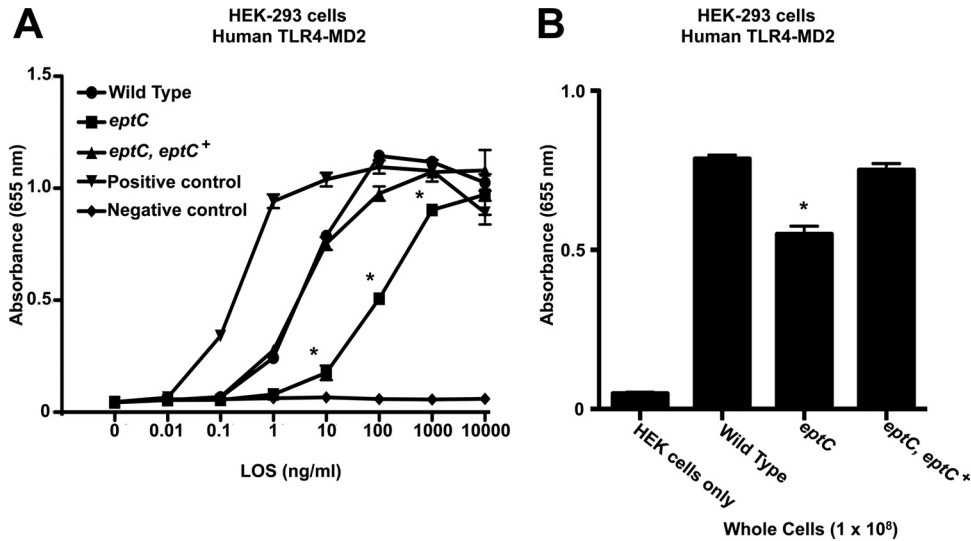 A
HEK-293 cells
Human TLR4-MD2
Absorbance (655 nm)
1.5
1.0
0.5
0
Wild Type
eptC
eptC, eptC +
Positive control
Negative control
*
*
*
0 0.01 0.1 1 10 100 1000 10000
LOS (ng/ml)
B
HEK-293 cells
Human TLR4-MD2
Absorbance (655 nm)
1.0
0.5
0
*
HEK cells only
Wild Type
eptC
eptC, eptC +
Whole Cells (1 x 10⁸)